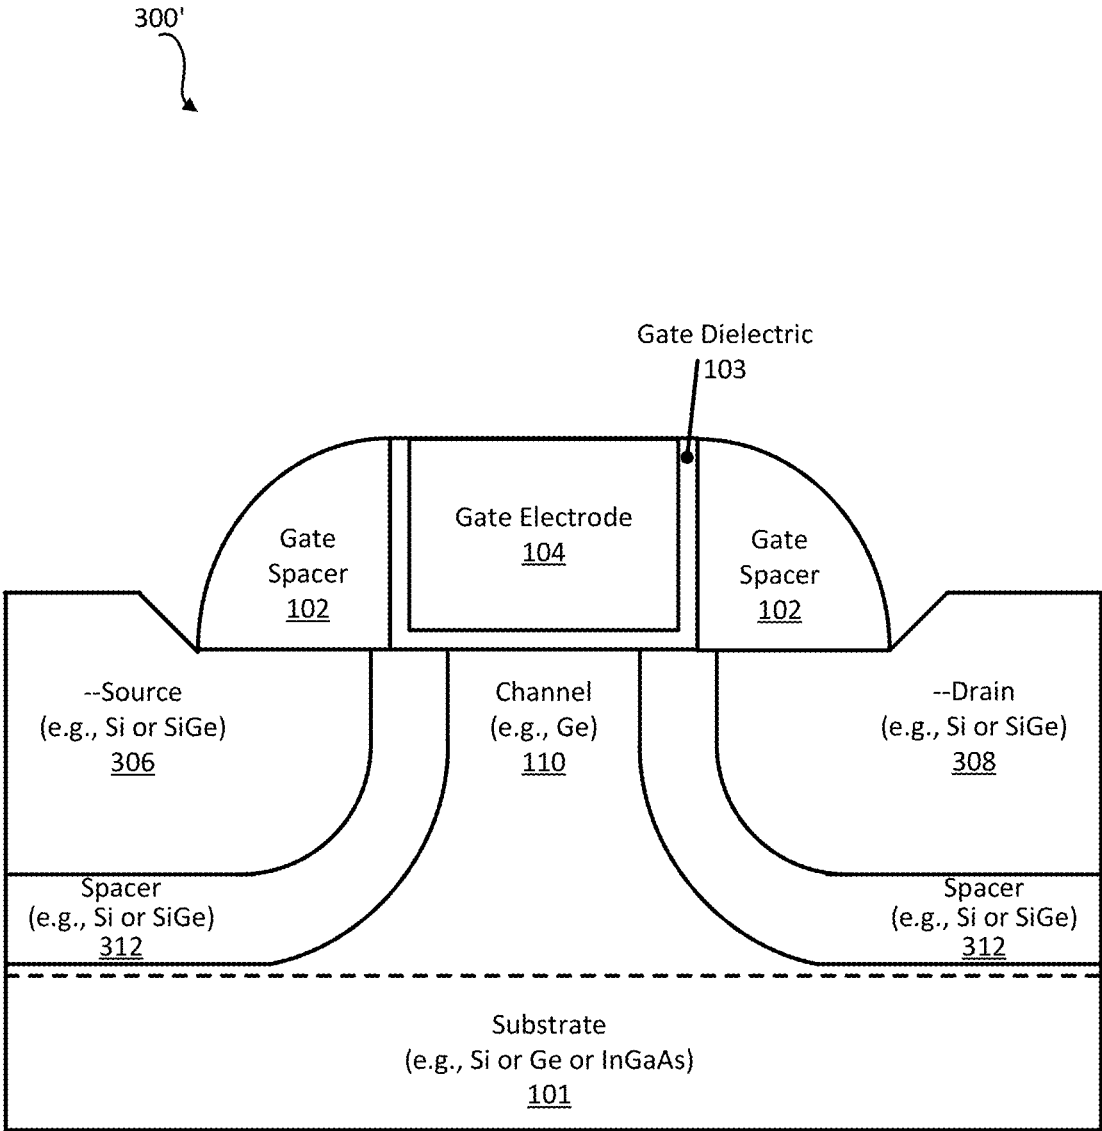 300'
Gate Dielectric
103
Gate Electrode
104
Gate
Spacer
102
Gate
Spacer
102
--Source
(e.g., Si or SiGe)
306
Channel
(e.g., Ge)
110
--Drain
(e.g., Si or SiGe)
308
Spacer
(e.g., Si or SiGe)
312
Spacer
(e.g., Si or SiGe)
312
Substrate
(e.g., Si or Ge or InGaAs)
101